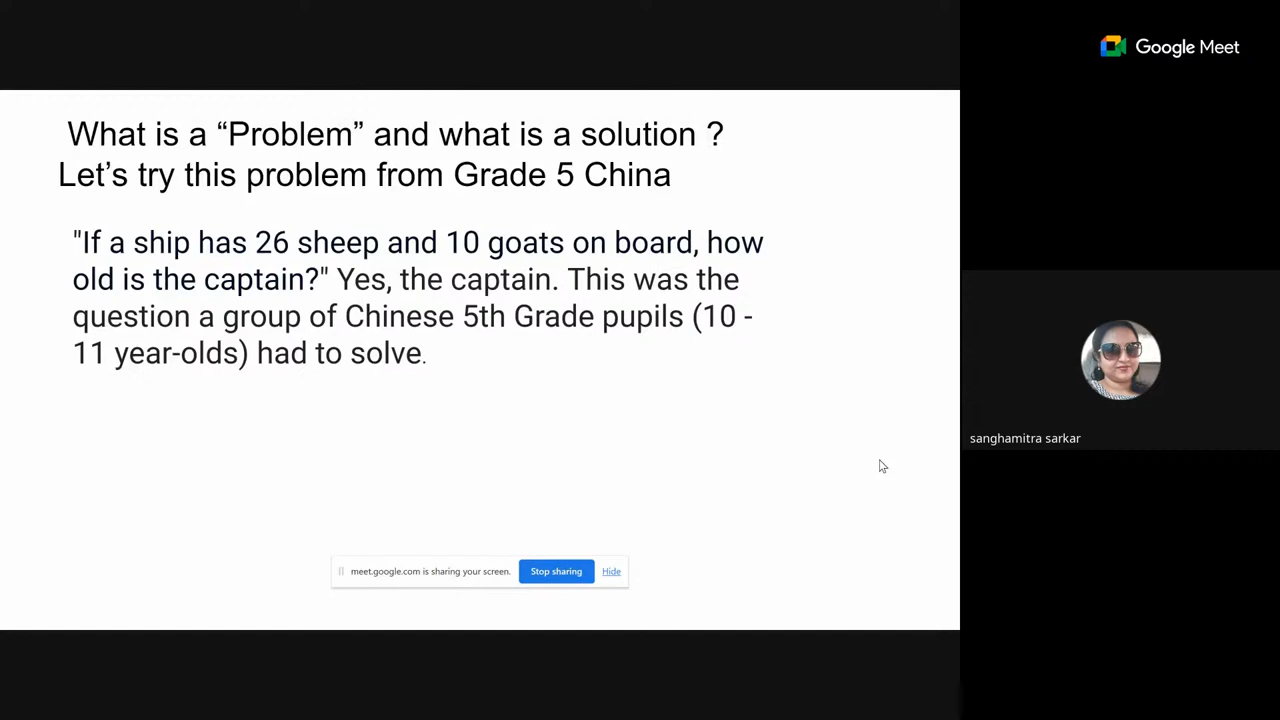 Google Meet
What is a “Problem” and what is a solution ?
Let’s try this problem from Grade 5 China
"If a ship has 26 sheep and 10 goats on board, how
old is the captain?" Yes, the captain. This was the
question a group of Chinese 5th Grade pupils (10 -
11 year-olds) had to solve.
sanghamitra sarkar
meet.google.com is sharing your screen. Stop sharing Hide